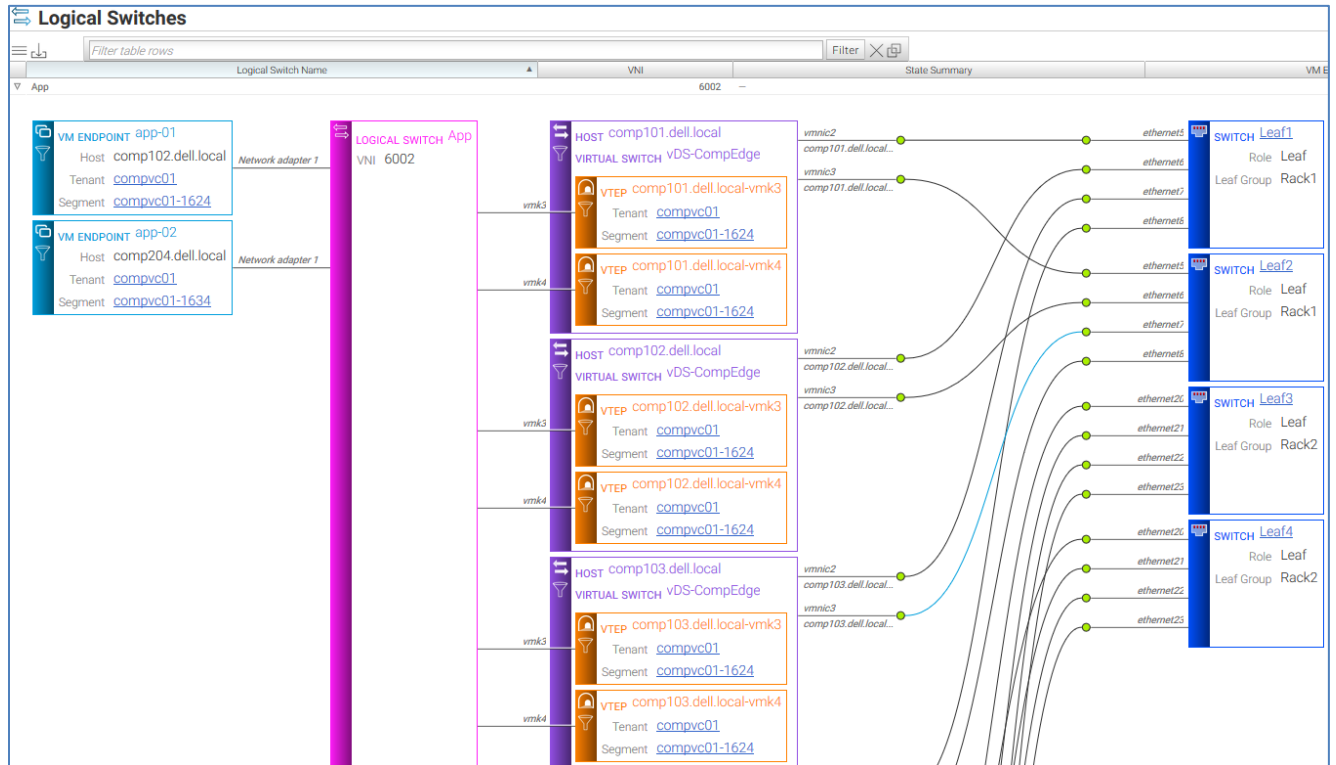 Logical Switches
Filter table rows
Filter
Logical Switch Name
VNI
State Summary
VM E
App
6002
–
VM ENDPOINT app-01
Host comp102.dell.local
Tenant compvc01
Segment compvc01-1624
Network adapter 1
VM ENDPOINT app-02
Host comp204.dell.local
Tenant compvc01
Segment compvc01-1634
Network adapter 1
LOGICAL SWITCH App
VNI 6002
vmk3
vmk4
vmk3
vmk4
vmk3
vmk4
HOST comp101.dell.local
VIRTUAL SWITCH vDS-CompEdge
VTEP comp101.dell.local-vmk3
Tenant compvc01
Segment compvc01-1624
VTEP comp101.dell.local-vmk4
Tenant compvc01
Segment compvc01-1624
HOST comp102.dell.local
VIRTUAL SWITCH vDS-CompEdge
VTEP comp102.dell.local-vmk3
Tenant compvc01
Segment compvc01-1624
VTEP comp102.dell.local-vmk4
Tenant compvc01
Segment compvc01-1624
HOST comp103.dell.local
VIRTUAL SWITCH vDS-CompEdge
VTEP comp103.dell.local-vmk3
Tenant compvc01
Segment compvc01-1624
VTEP comp103.dell.local-vmk4
Tenant compvc01
Segment compvc01-1624
vmnic2
comp101.dell.local...
vmnic3
comp101.dell.local...
vmnic2
comp102.dell.local...
vmnic3
comp102.dell.local...
vmnic2
comp103.dell.local...
vmnic3
comp103.dell.local...
ethernet5
ethernet6
ethernet7
ethernet8
SWITCH Leaf1
Role Leaf
Leaf Group Rack1
ethernet5
ethernet6
ethernet7
ethernet8
SWITCH Leaf2
Role Leaf
Leaf Group Rack1
ethernet20
ethernet21
ethernet22
ethernet23
SWITCH Leaf3
Role Leaf
Leaf Group Rack2
ethernet20
ethernet21
ethernet22
ethernet23
SWITCH Leaf4
Role Leaf
Leaf Group Rack2